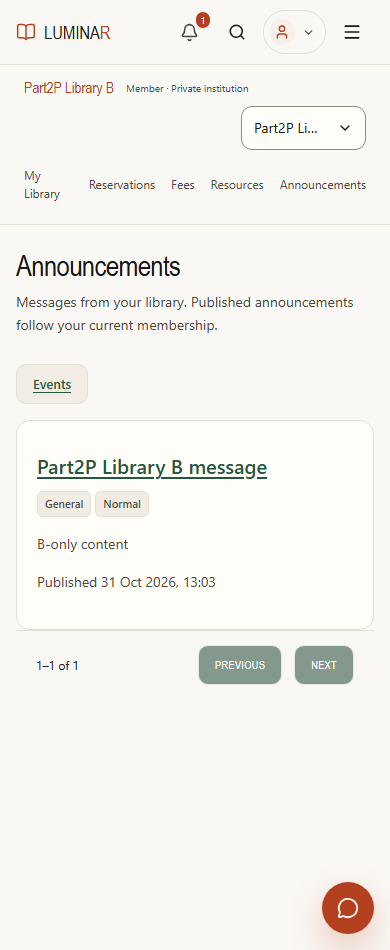 LUMINAR
1
Part2P Library B
Member · Private institution
Part2P Li...
My
Library
Reservations
Fees
Resources
Announcements
Announcements
Messages from your library. Published announcements
follow your current membership.
Events
Part2P Library B message
General
Normal
B-only content
Published 31 Oct 2026, 13:03
1–1 of 1
PREVIOUS
NEXT